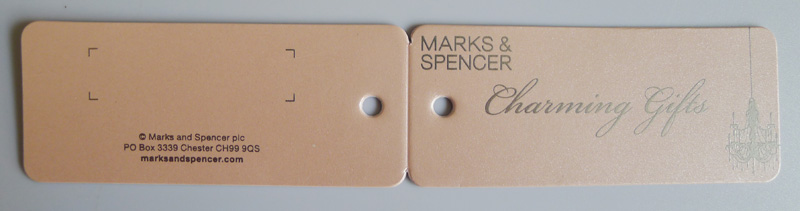 © Marks and Spencer plc
PO Box 3339 Chester CH99 9QS
marksandspencer.com
MARKS &
SPENCER
Charming Gifts